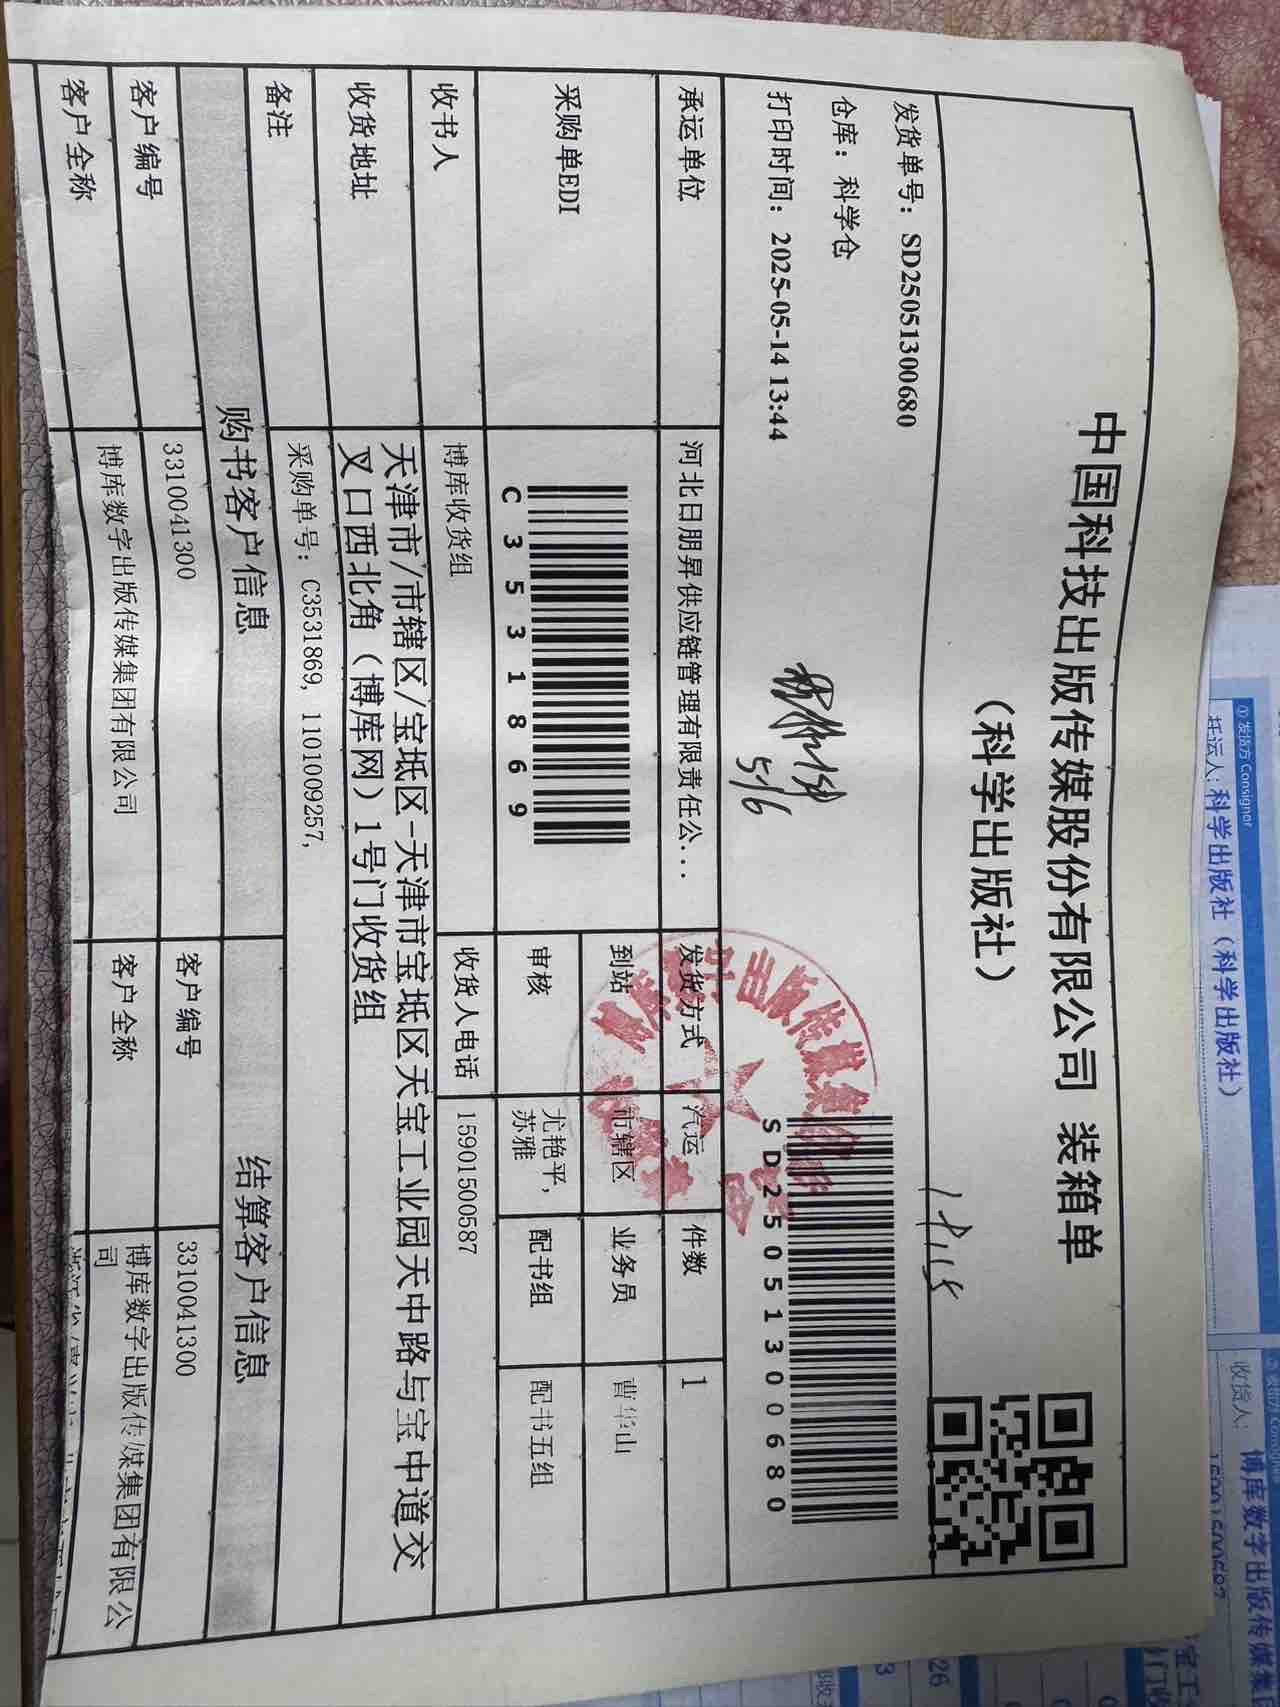 中国科技出版传媒股份有限公司 装箱单
（科学出版社）
发货单号：SD2505130​0680
仓库：科学仓
打印时间：2025-05-14 13:44
SD25051300680
5/6
承运单位 河北日朋昇供应链管理有限责任公... 发货方式 汽运 件数 1
采购单EDI C3531869 到站 市辖区 业务员 曹华山
审核 尤艳平，苏雅 配书组 配书五组
收书人 博库收货组 收货人电话 15901500587
收货地址 天津市/市辖区/宝坻区-天津市宝坻区天宝工业园天中路与宝中道交
叉口西北角（博库网）1号门收货组
备注 采购单号：C3531869, 1101009257,
购书客户信息 结算客户信息
客户编号 3310041300 客户编号 3310041300
客户全称 博库数字出版传媒集团有限公司 客户全称 博库数字出版传媒集团有限公
司
①发货方 Consignor
托运人：科学出版社（科学出版社）
收货人：博库数字出版传媒集